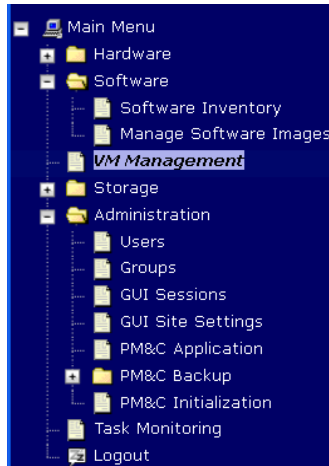 Main Menu
Hardware
Software
Software Inventory
Manage Software Images
VM Management
Storage
Administration
Users
Groups
GUI Sessions
GUI Site Settings
PM&C Application
PM&C Backup
PM&C Initialization
Task Monitoring
Logout